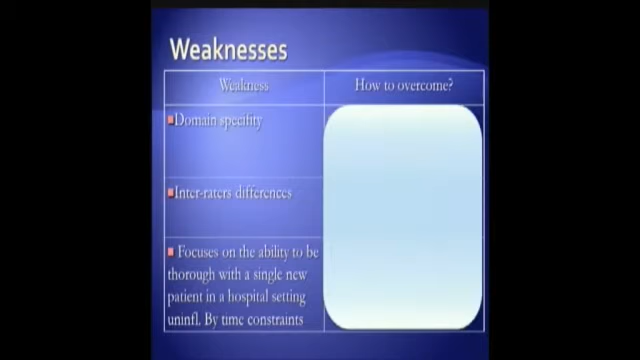 Weaknesses
Weakness
How to overcome?
Domain specifity
Inter-raters differences
Focuses on the ability to be
thorough with a single new
patient in a hospital setting
uninfl. By time constraints